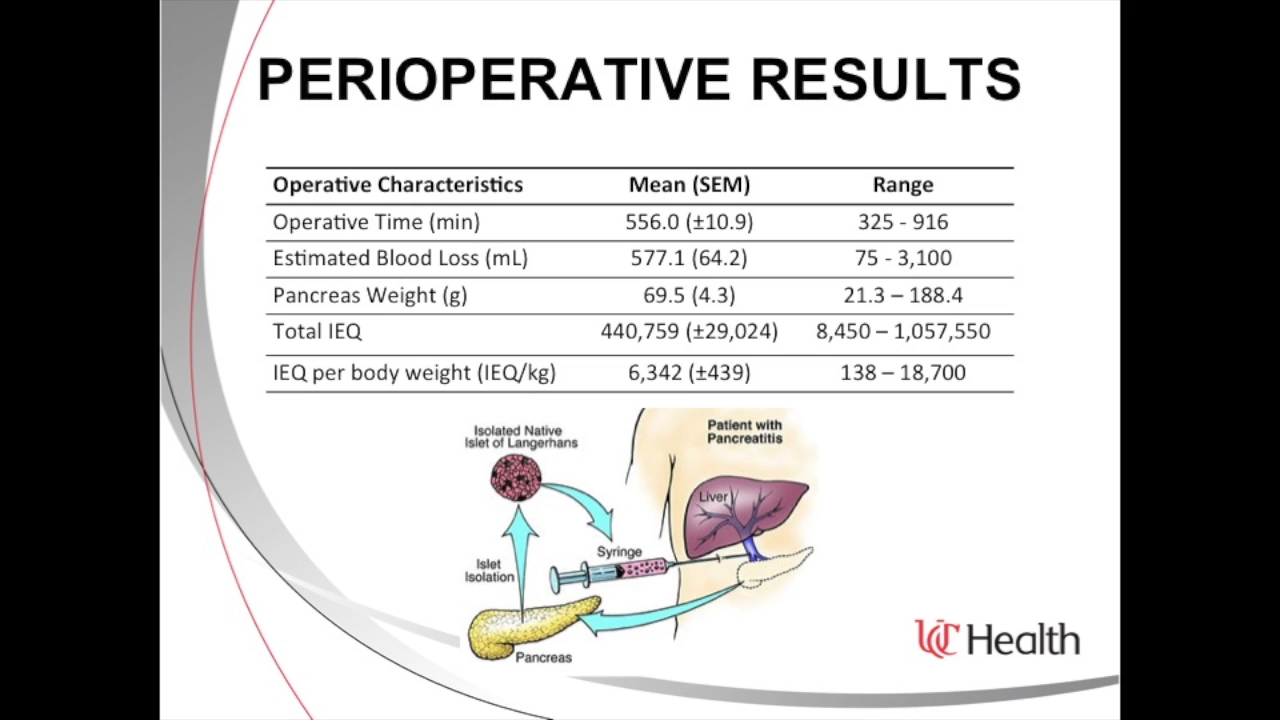 PERIOPERATIVE RESULTS
Operative Characteristics Mean (SEM) Range
Operative Time (min) 556.0 (±10.9) 325 - 916
Estimated Blood Loss (mL) 577.1 (64.2) 75 - 3,100
Pancreas Weight (g) 69.5 (4.3) 21.3 – 188.4
Total IEQ 440,759 (±29,024) 8,450 – 1,057,550
IEQ per body weight (IEQ/kg) 6,342 (±439) 138 – 18,700
Isolated Native
Islet of Langerhans
Patient with
Pancreatitis
Liver
Syringe
Islet
Isolation
Pancreas
UC Health